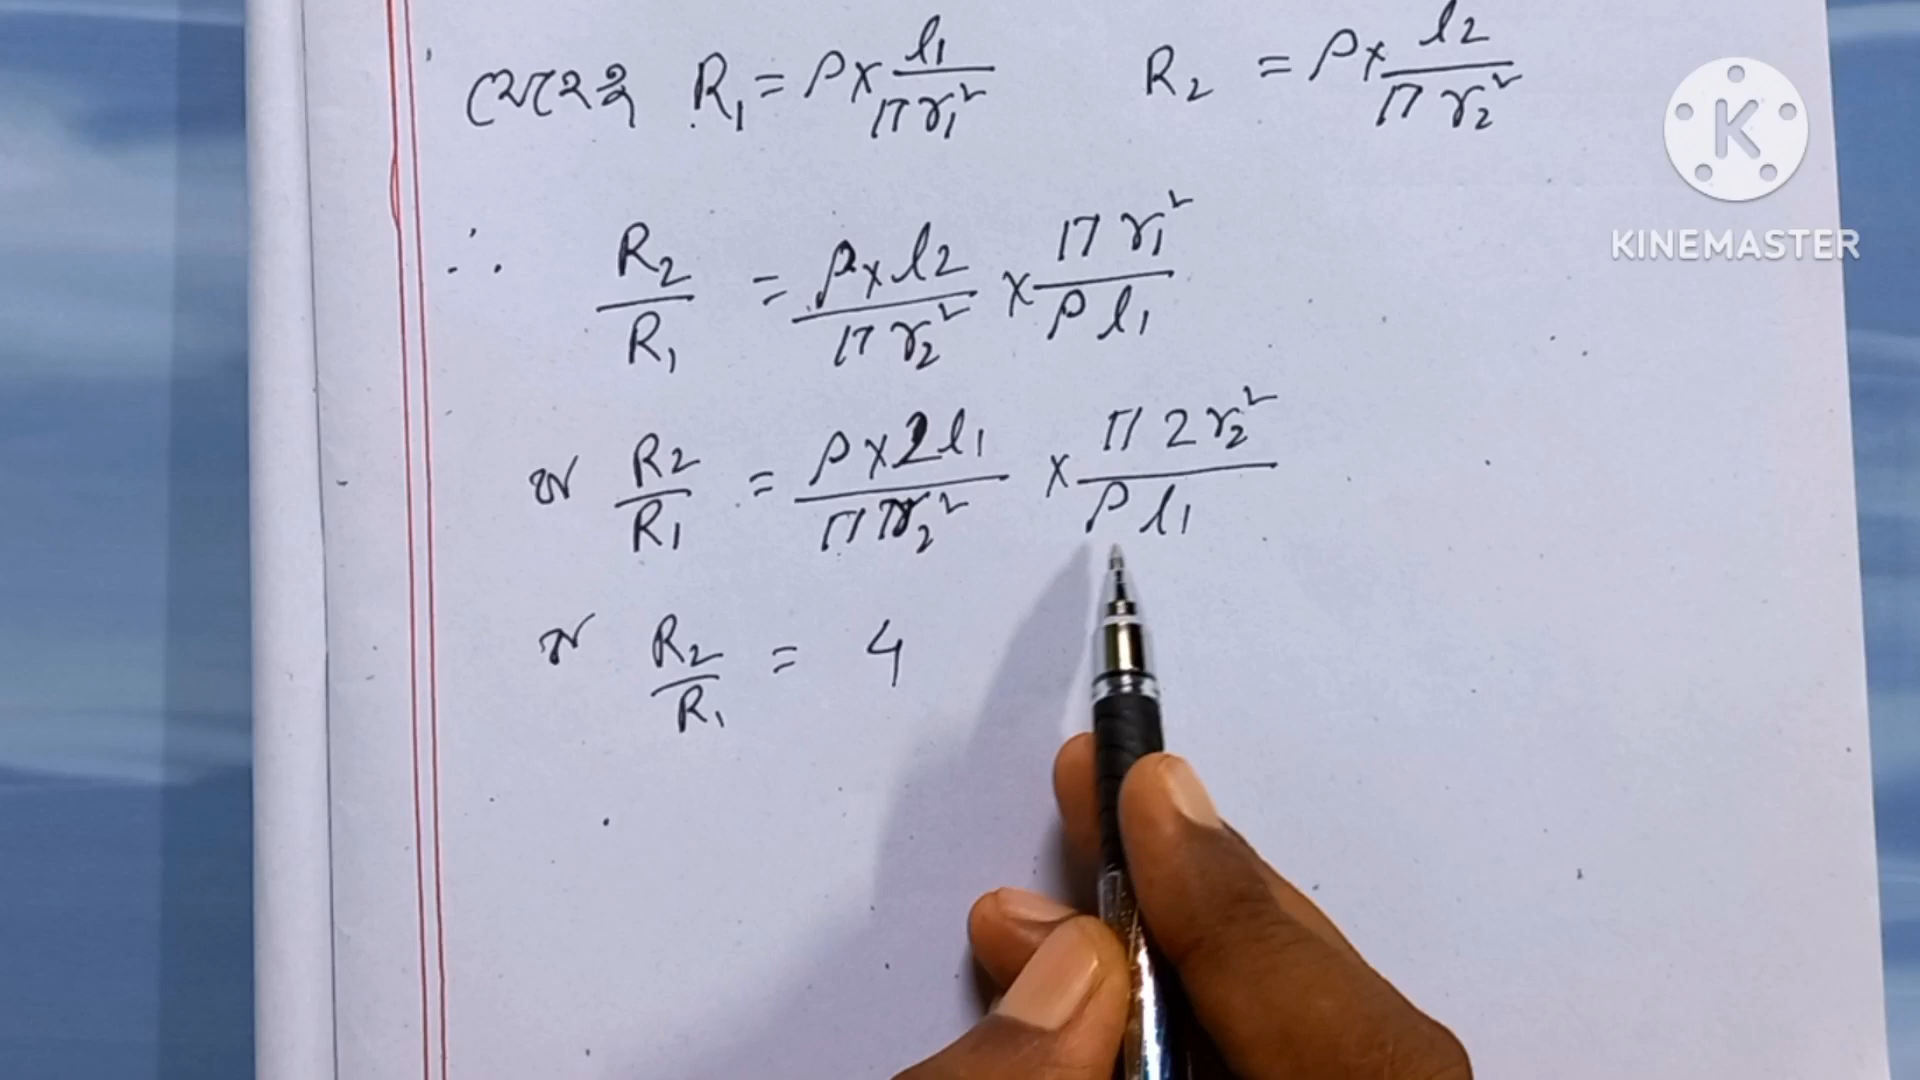 যেহেতু R₁ = ρ × l₁/πr₁² R₂ = ρ × l₂/πr₂²
∴ R₂/R₁ = ρ × l₂/πr₂² × πr₁²/ρl₁
বা R₂/R₁ = ρ × 2l₁/πr₂² × π2r₂²/ρl₁
বা R₂/R₁ = 4
K
KINEMASTER